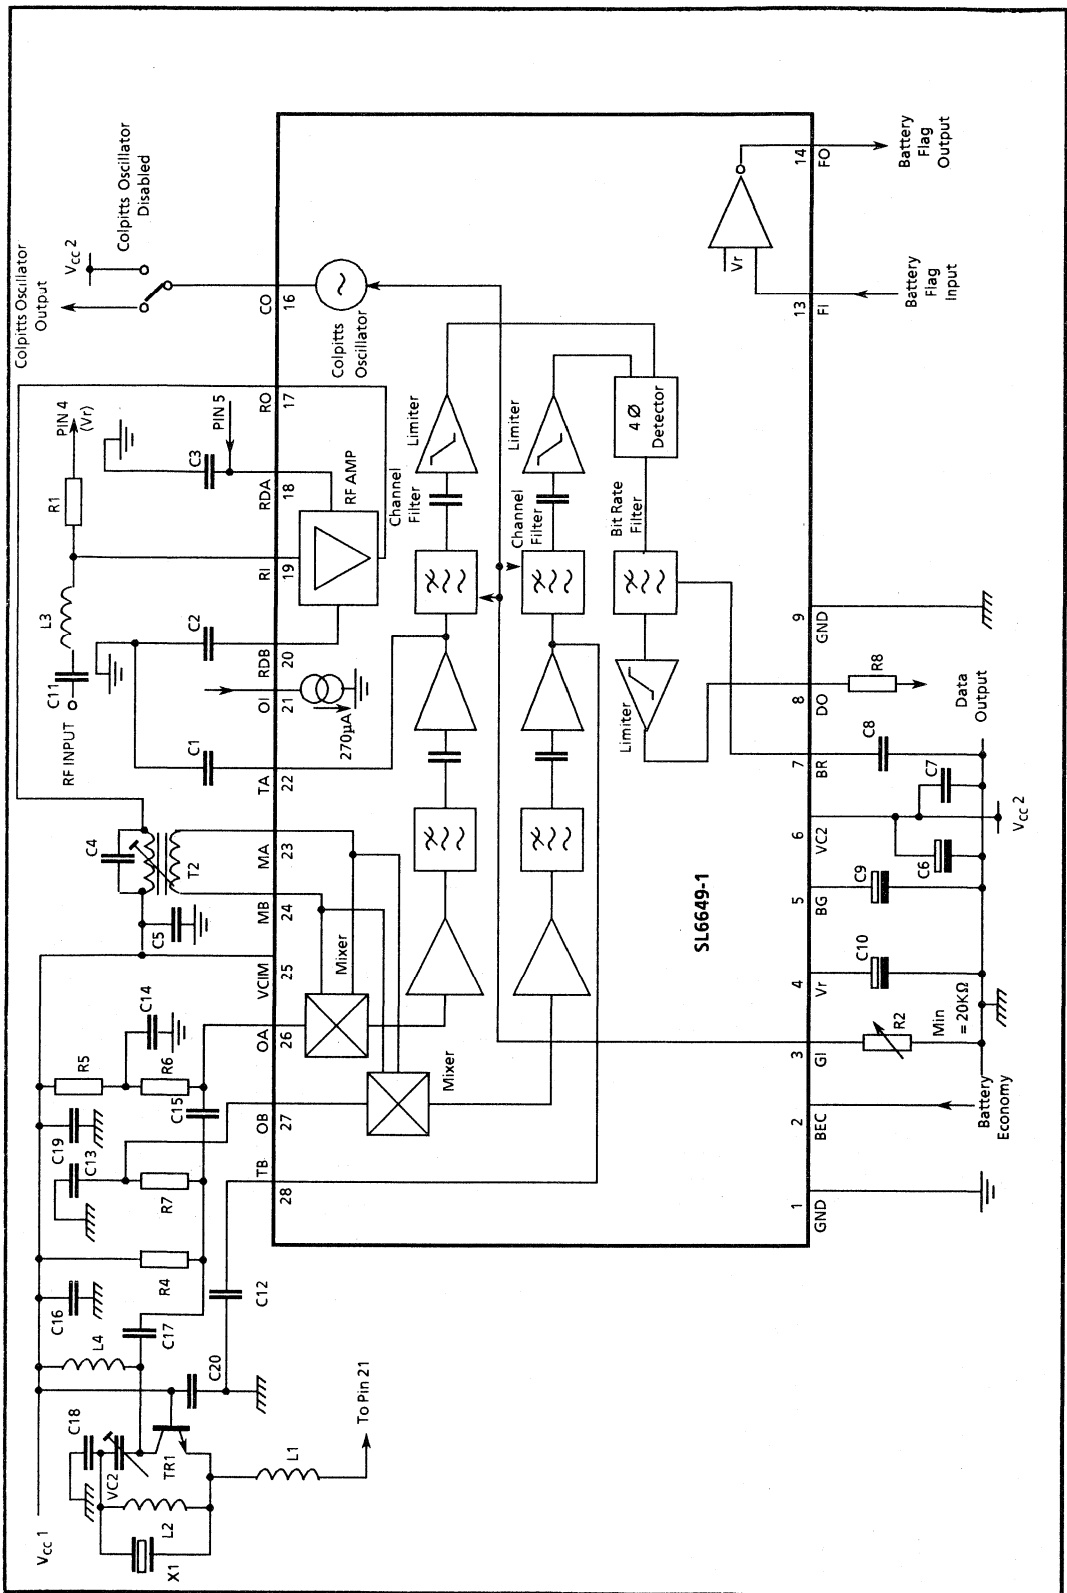 Vcc 1
X1
L2
VC2
C18
TR1
L1
To Pin 21
C20
L4
C17
C16
R4
C12
R7
C13
C19
C15
R5
R6
C14
C5
C4
T2
RF INPUT
C11
L3
R1
PIN 4
(Vr)
C1
C2
C3
PIN 5
Colpitts Oscillator
Output
Vcc 2
Colpitts Oscillator
Disabled
28
TB
27
OB
26
OA
25
VCIM
24
MB
23
MA
22
TA
21
OI
20
RDB
19
RI
18
RDA
17
RO
16
CO
Mixer
Mixer
270µA
RF AMP
Colpitts
Oscillator
Channel
Filter
Limiter
Channel
Filter
Limiter
4 Ø
Detector
Bit Rate
Filter
Limiter
Vr
SL6649-1
1
GND
2
BEC
3
GI
4
Vr
5
BG
6
VC2
7
BR
8
DO
9
GND
13
FI
14
FO
Battery
Economy
R2
Min
= 20KΩ
C10
C9
C6
C7
Vcc 2
C8
R8
Data
Output
Battery
Flag
Input
Battery
Flag
Output